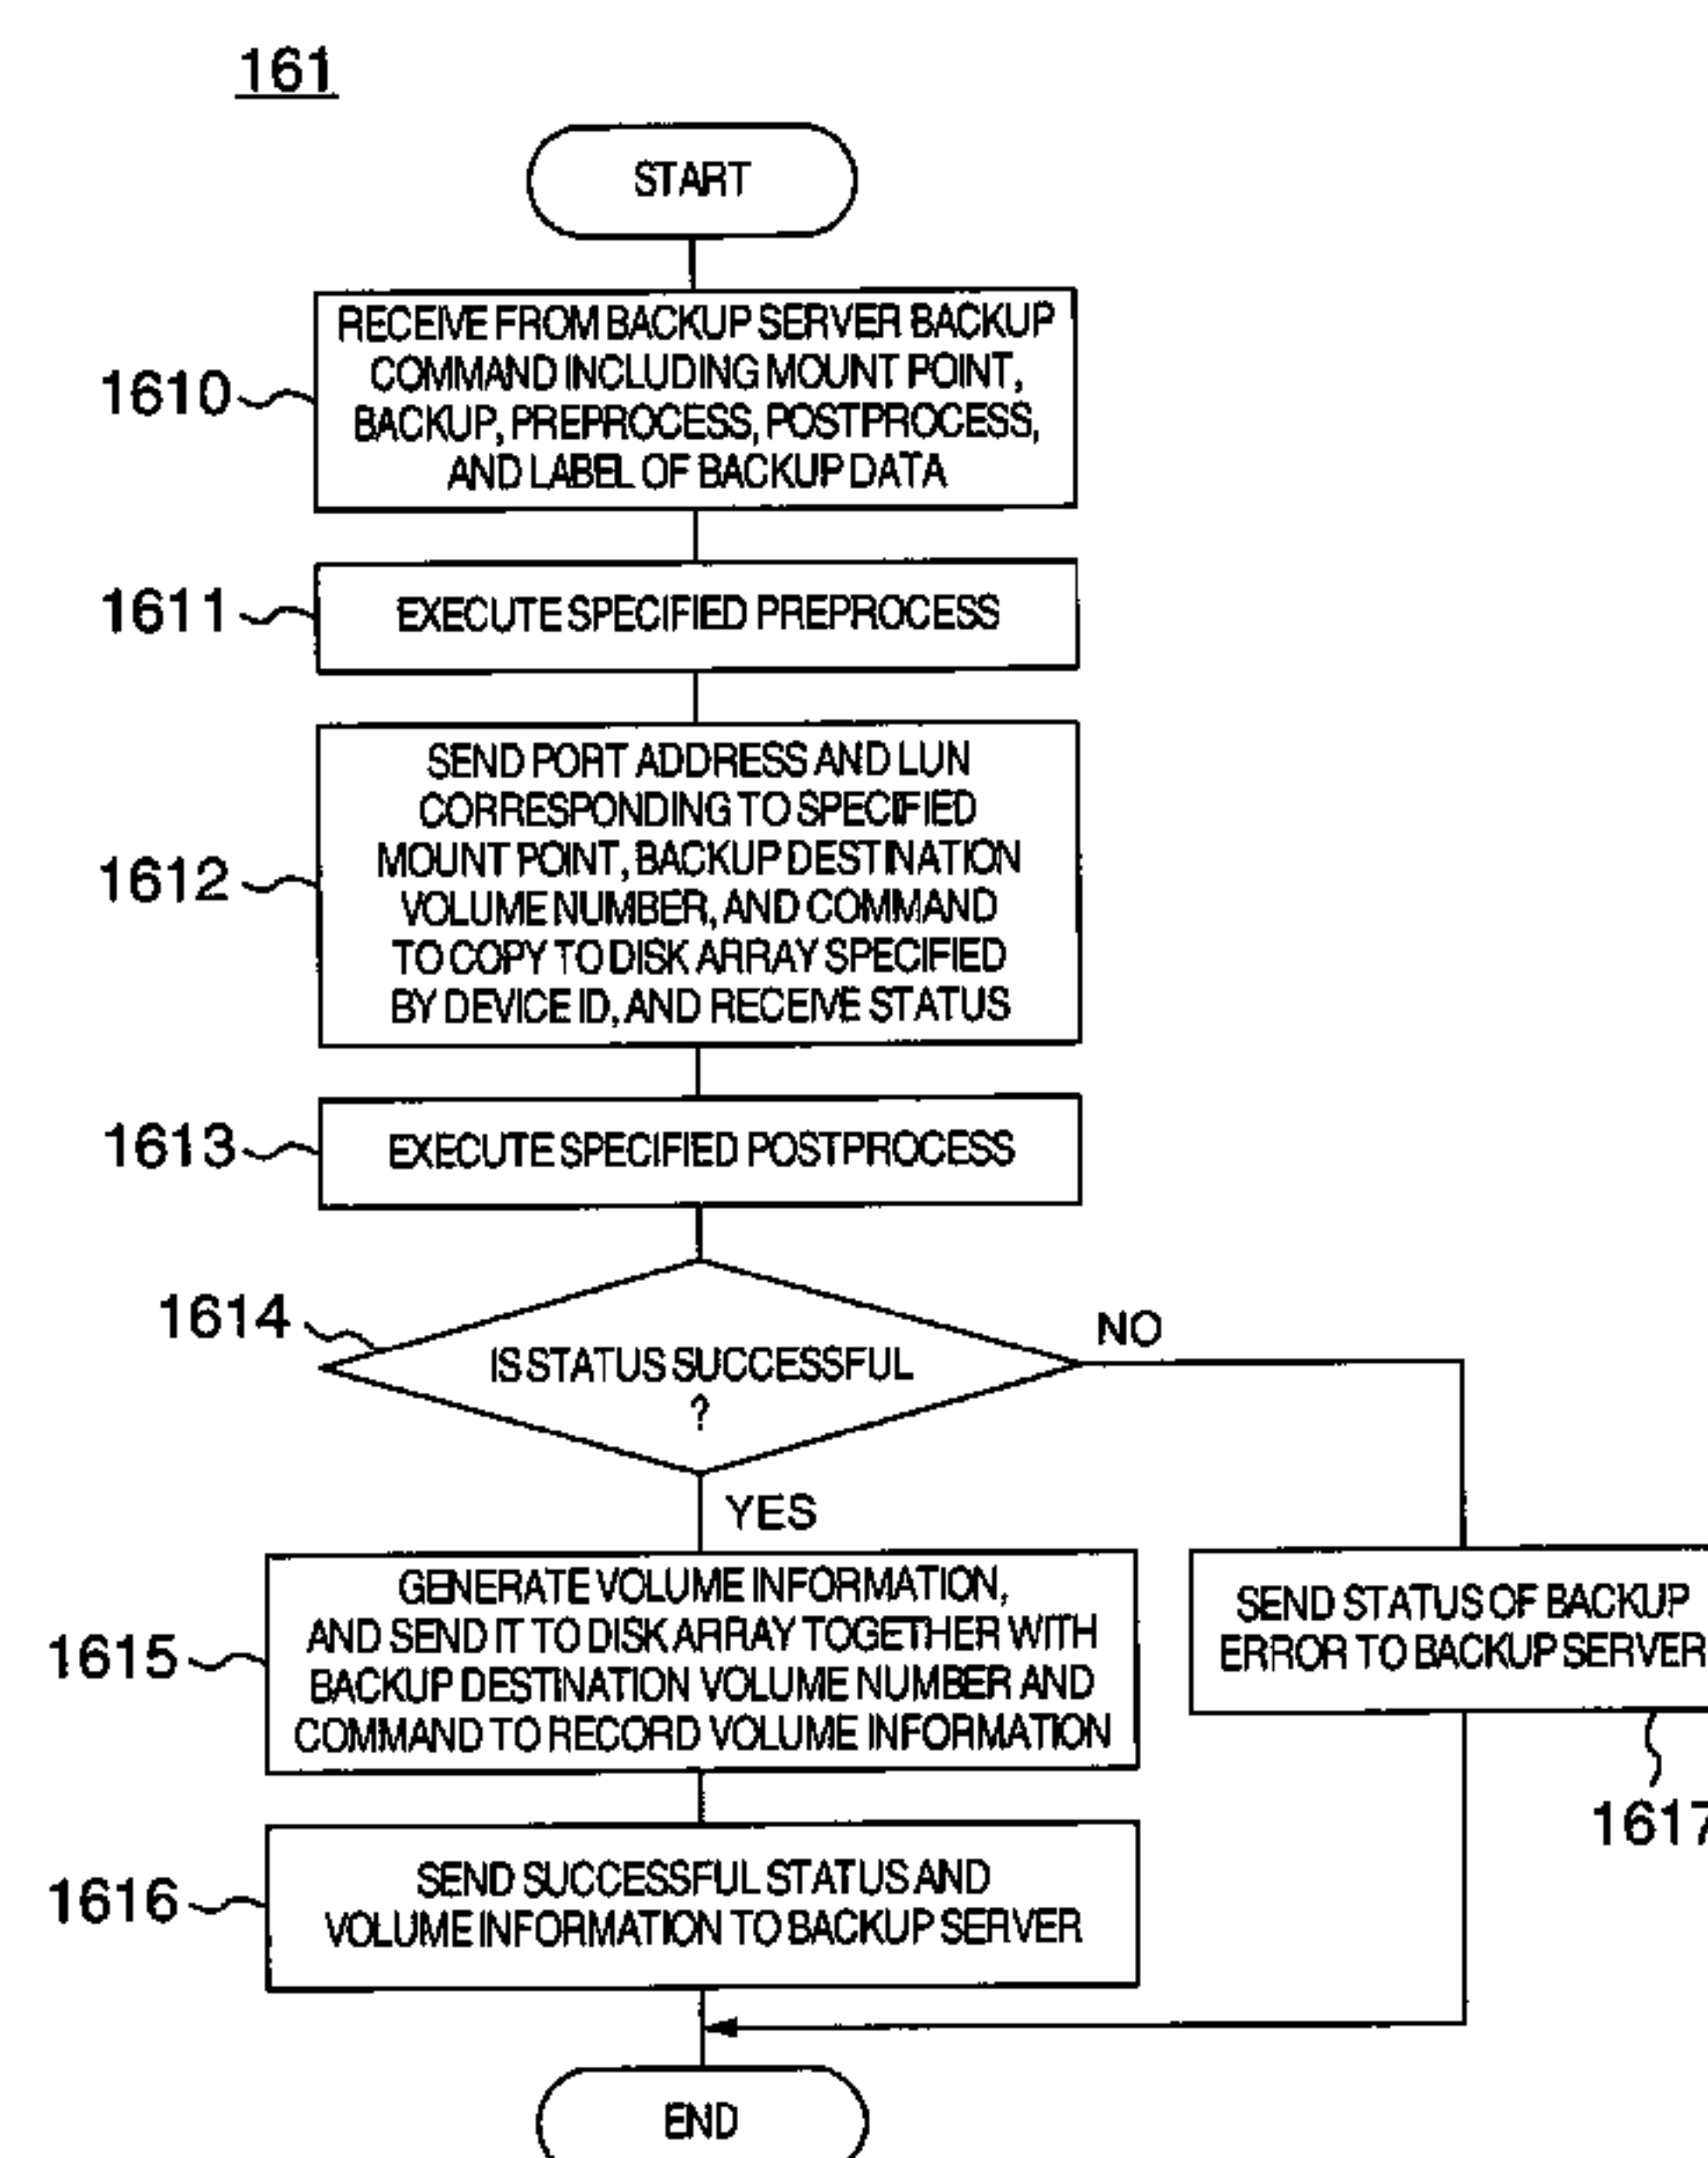 161
START
1610
RECEIVE FROM BACKUP SERVER BACKUP
COMMAND INCLUDING MOUNT POINT,
BACKUP, PREPROCESS, POSTPROCESS,
AND LABEL OF BACKUP DATA
1611
EXECUTE SPECIFIED PREPROCESS
1612
SEND PORT ADDRESS AND LUN
CORRESPONDING TO SPECIFIED
MOUNT POINT, BACKUP DESTINATION
VOLUME NUMBER, AND COMMAND
TO COPY TO DISK ARRAY SPECIFIED
BY DEVICE ID, AND RECEIVE STATUS
1613
EXECUTE SPECIFIED POSTPROCESS
1614
IS STATUS SUCCESSFUL
?
NO
YES
1615
GENERATE VOLUME INFORMATION,
AND SEND IT TO DISK ARRAY TOGETHER WITH
BACKUP DESTINATION VOLUME NUMBER AND
COMMAND TO RECORD VOLUME INFORMATION
SEND STATUS OF BACKUP
ERROR TO BACKUP SERVER
1617
1616
SEND SUCCESSFUL STATUS AND
VOLUME INFORMATION TO BACKUP SERVER
END